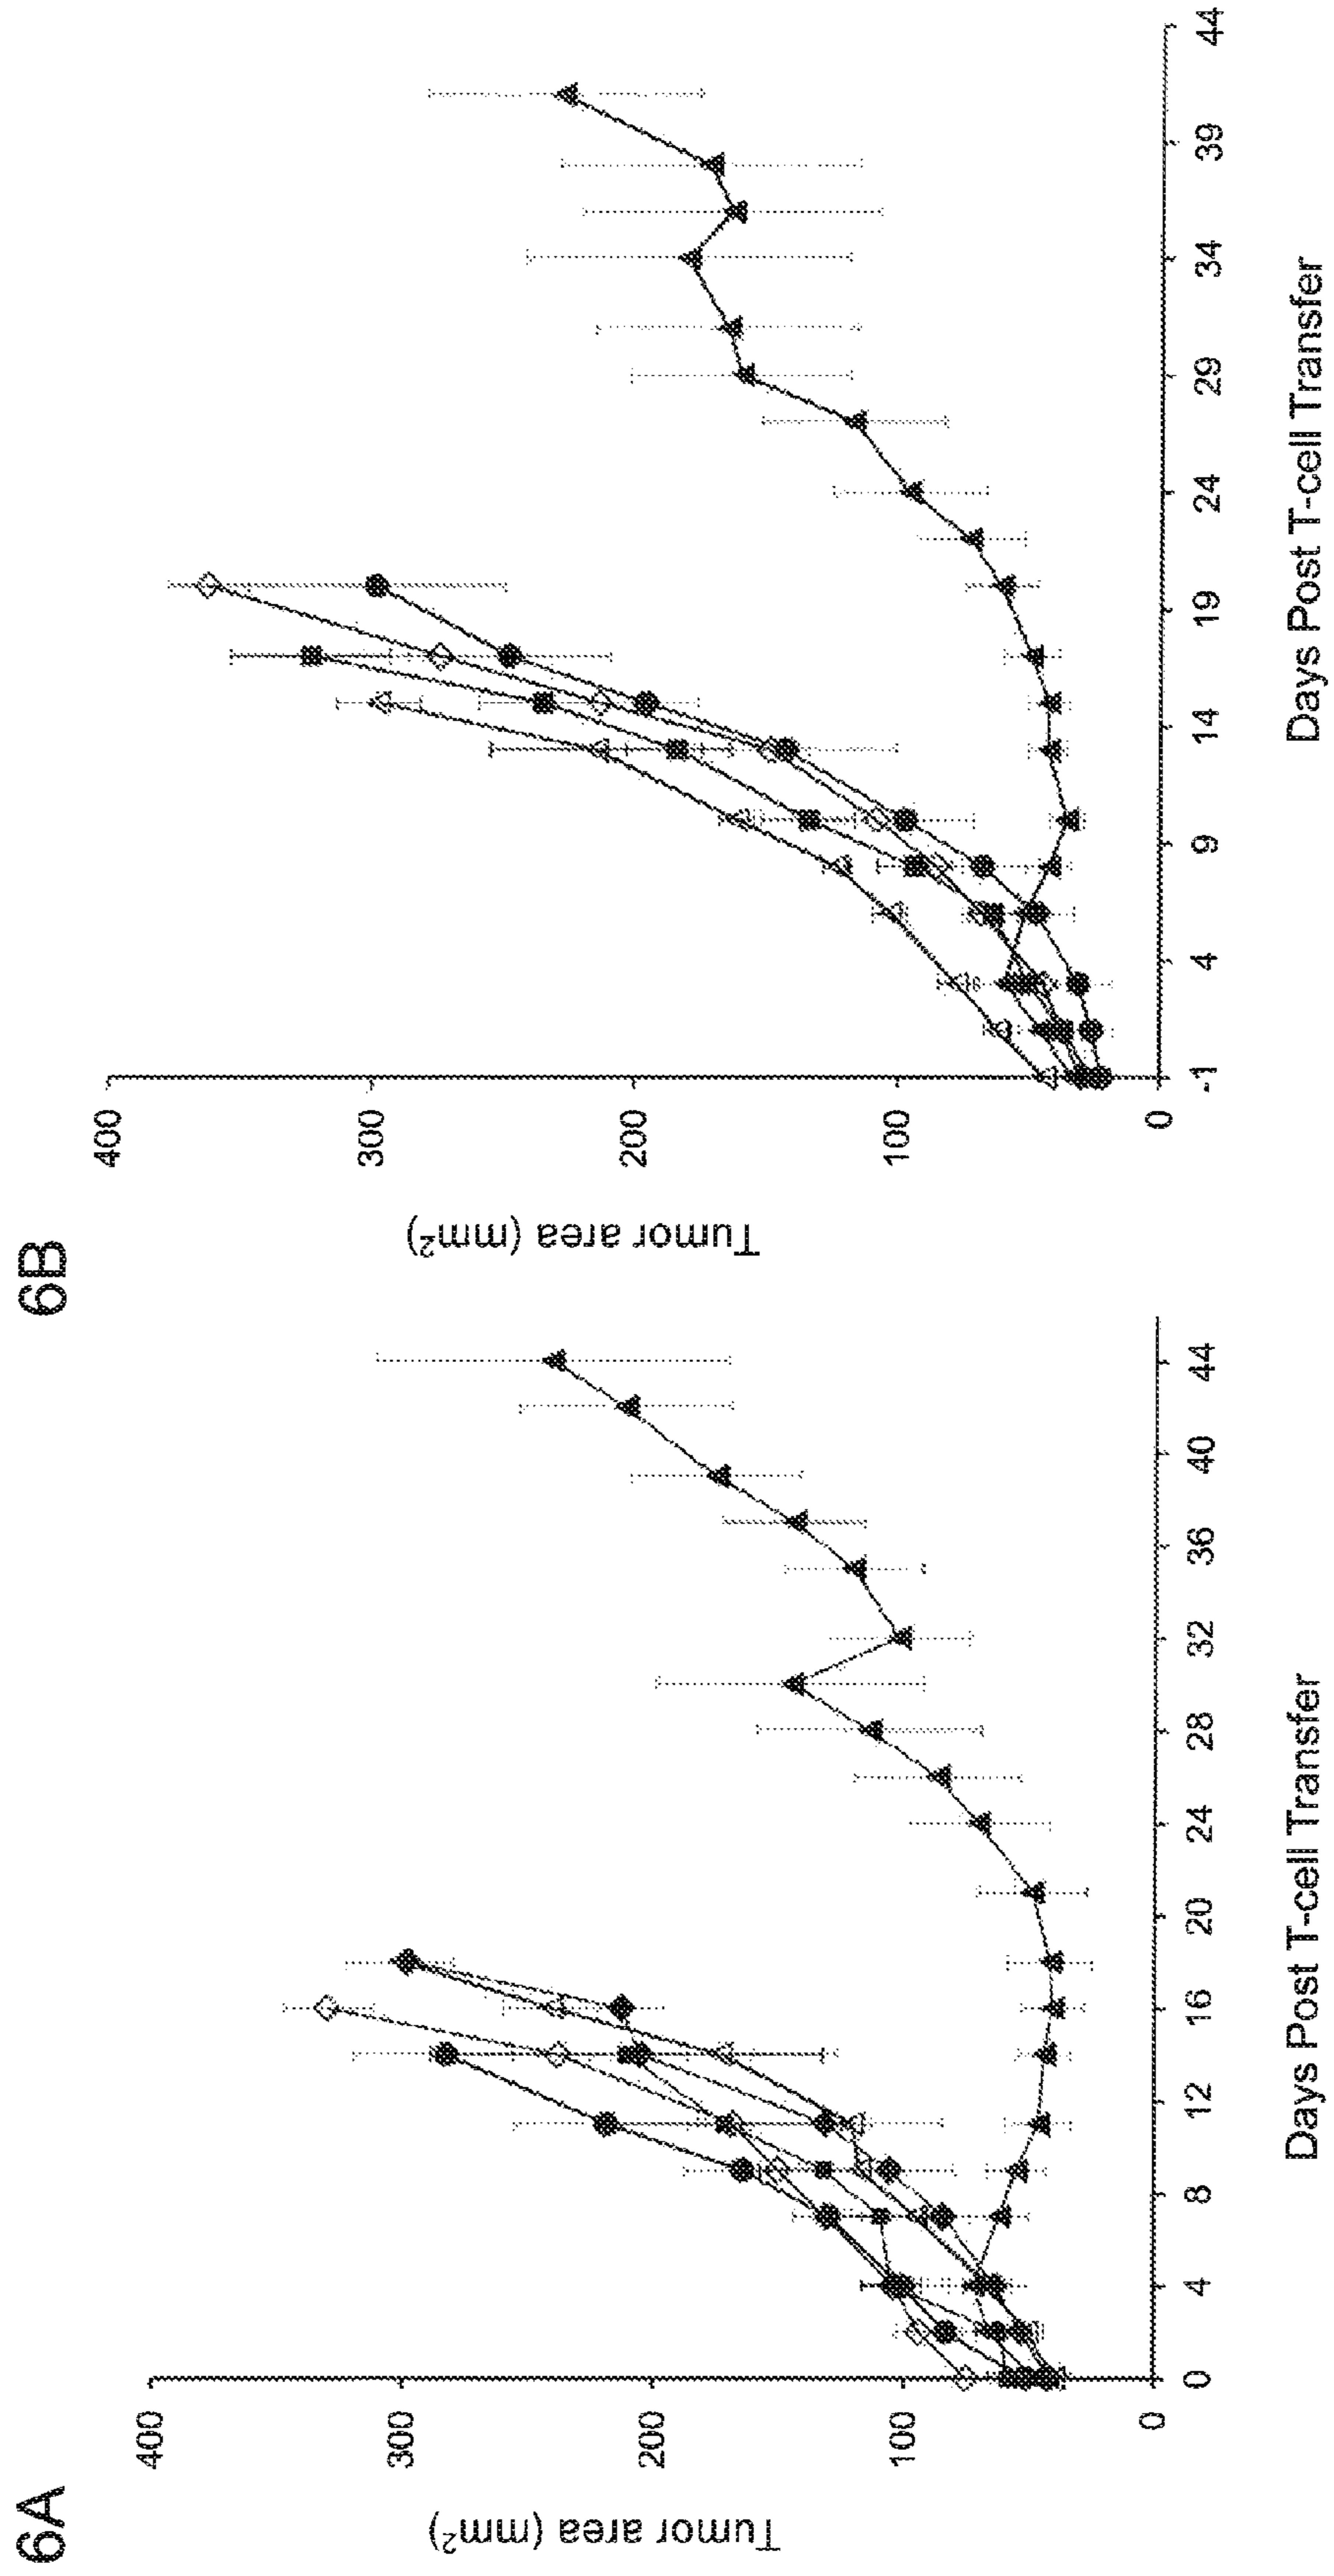 6A
400
300
200
100
0
Tumor area (mm²)
0 4 8 12 16 20 24 28 32 36 40 44
Days Post T-cell Transfer
6B
400
300
200
100
0
Tumor area (mm²)
-1 4 9 14 19 24 29 34 39 44
Days Post T-cell Transfer